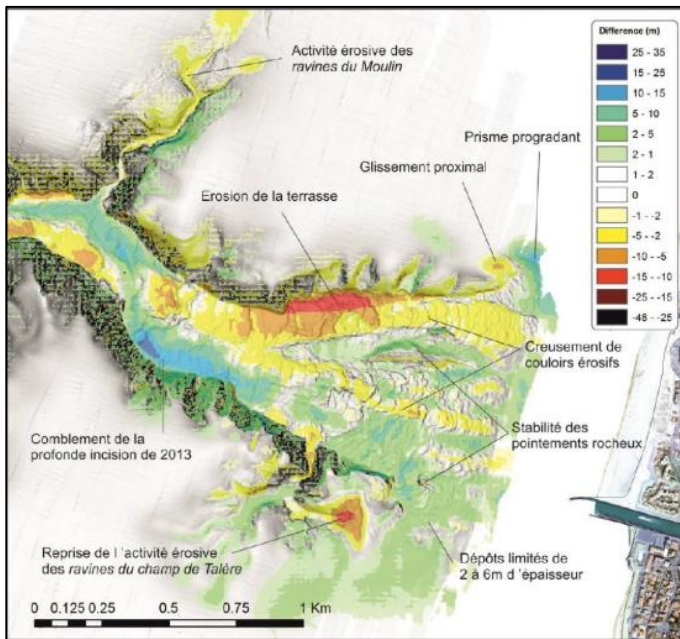 Activité érosive des
ravines du Moulin
Difference (m)
25 - 35
15 - 25
10 - 15
5 - 10
2 - 5
2 - 1
1 - 2
0
-1 - -2
-5 - -2
-10 - -5
-15 - -10
-25 - -15
-48 - -25
Prisme progradant
Glissement proximal
Erosion de la terrasse
Creusement de
couloirs érosifs
Stabilité des
pointements rocheux
Comblement de la
profonde incision de 2013
Reprise de l 'activité érosive
des ravines du champ de Talère
Dépôts limités de
2 à 6m d 'épaisseur
0 0.125 0.25 0.5 0.75 1 Km